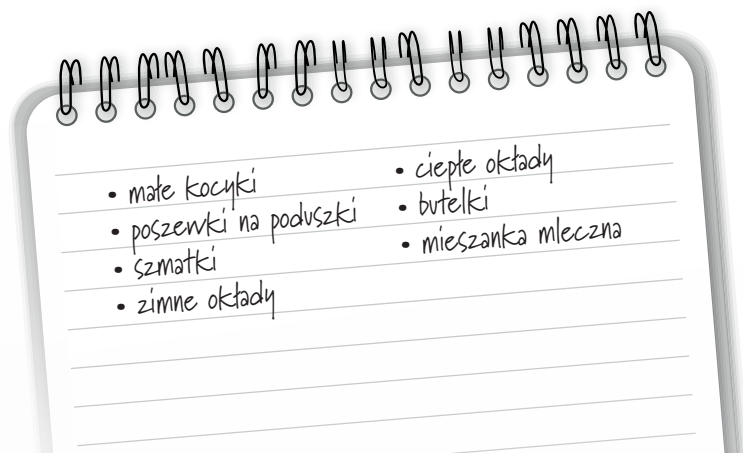 • małe kocyki
• poszewki na poduszki
• szmatki
• zimne okłady
• ciepłe okłady
• butelki
• mieszanka mleczna